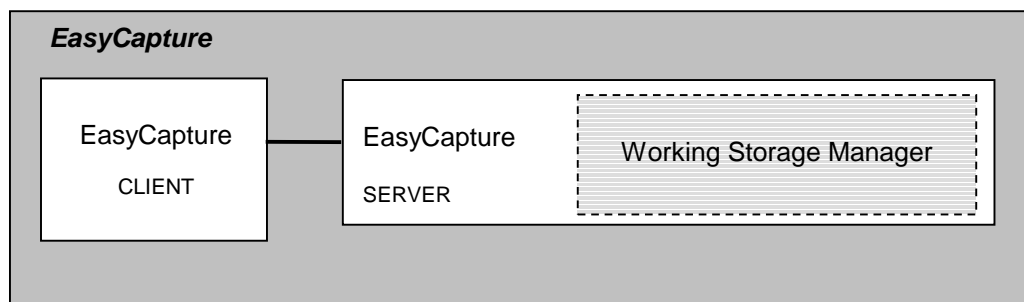 EasyCapture
EasyCapture
CLIENT
EasyCapture
SERVER
Working Storage Manager